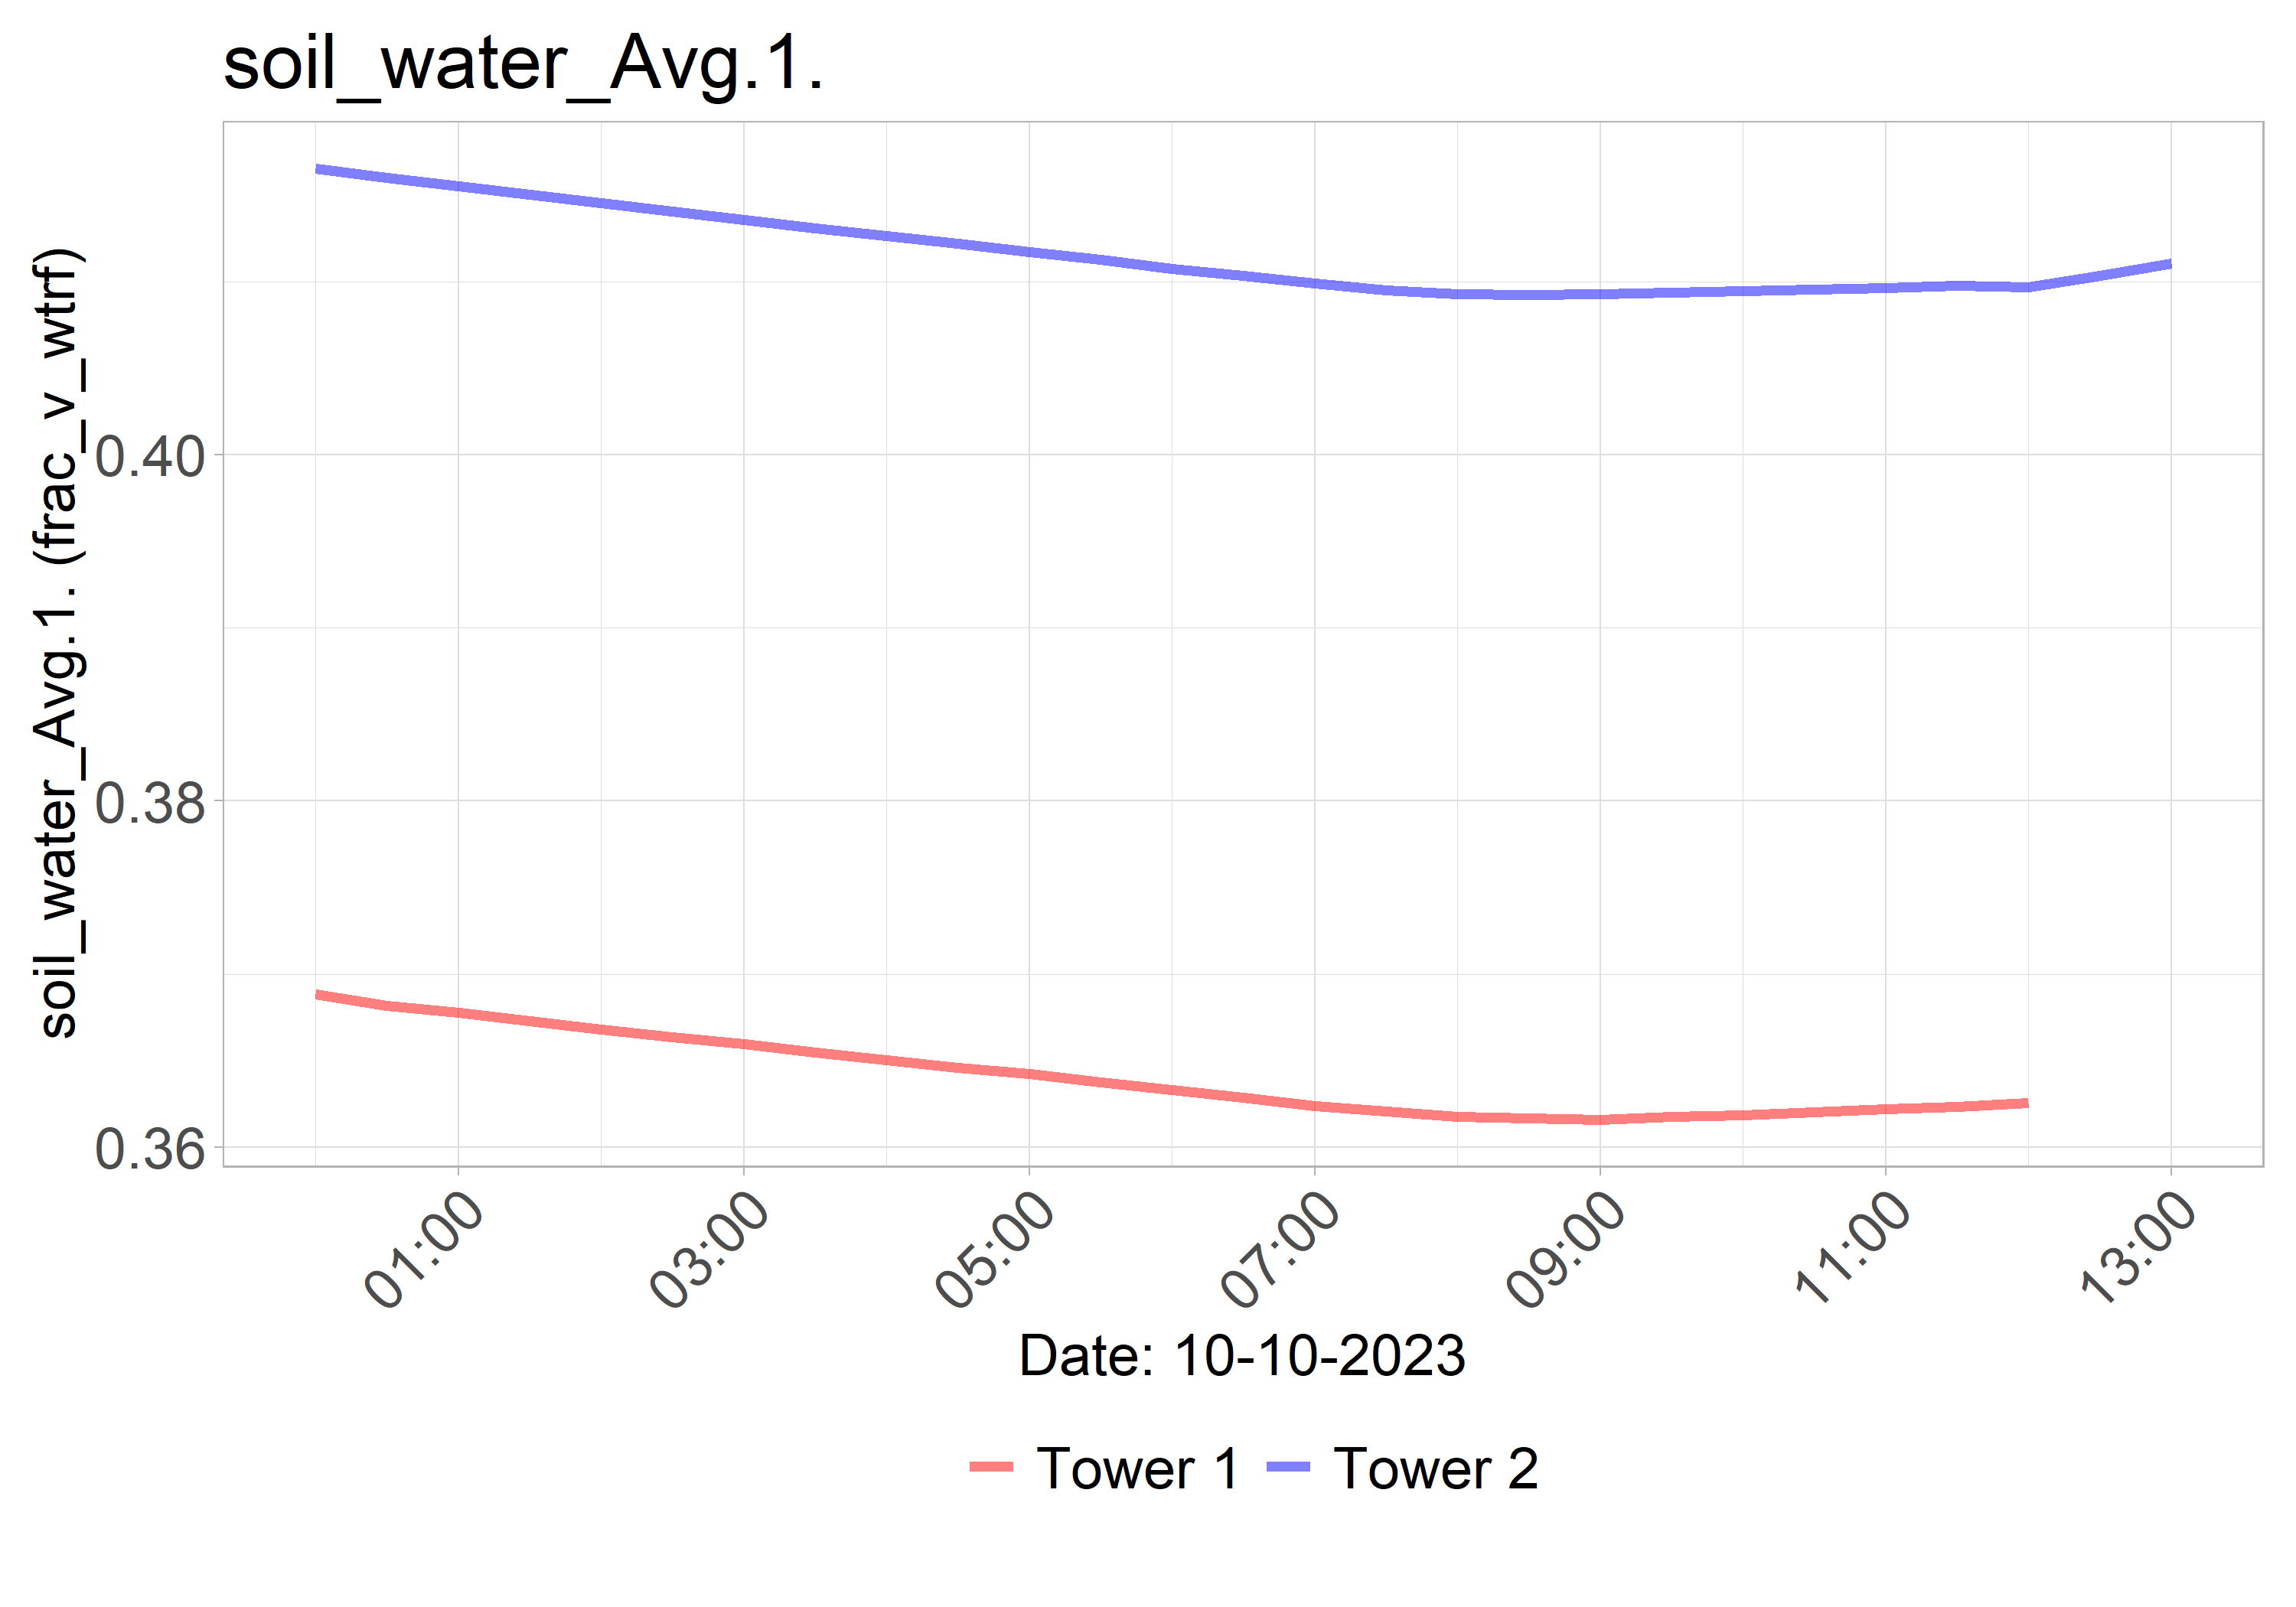 soil_water_Avg.1.
soil_water_Avg.1. (frac_v_wtrf)
0.40
0.38
0.36
01:00
03:00
05:00
07:00
09:00
11:00
13:00
Date: 10-10-2023
Tower 1
Tower 2